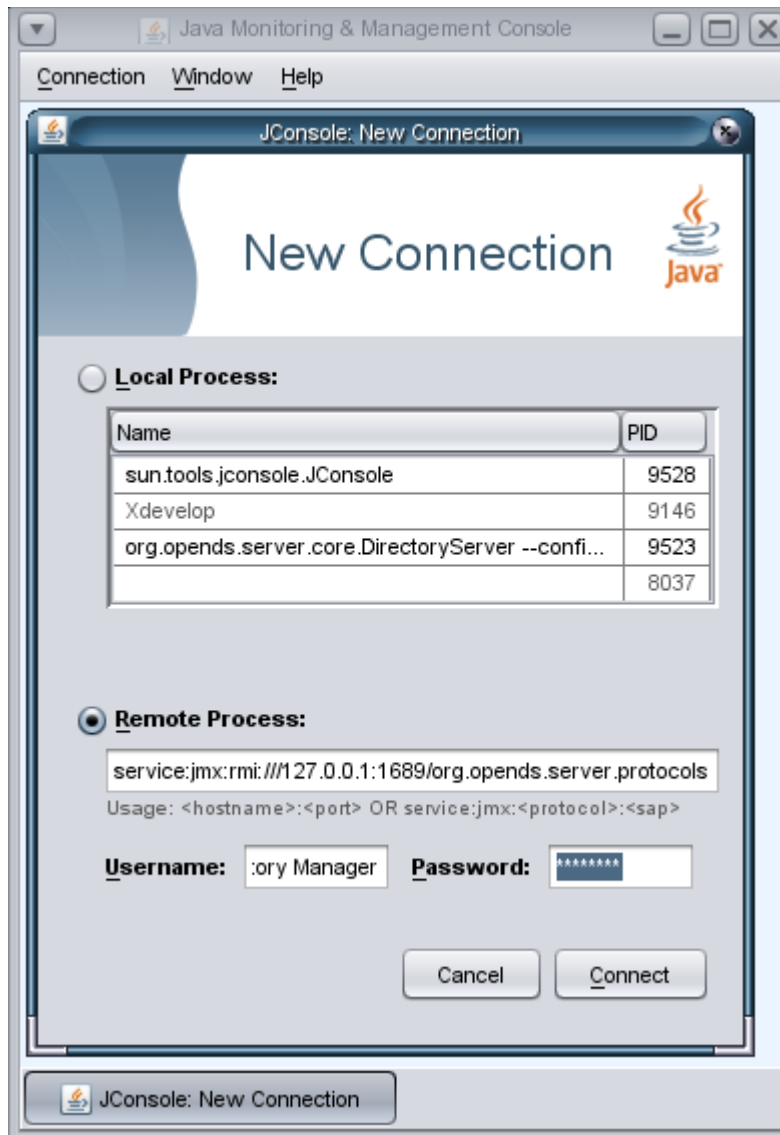 Java Monitoring & Management Console
Connection Window Help
JConsole: New Connection
New Connection
Java
Local Process:
Name PID
sun.tools.jconsole.JConsole 9528
Xdevelop 9146
org.opends.server.core.DirectoryServer --confi... 9523
8037
Remote Process:
service:jmx:rmi:///127.0.0.1:1689/org.opends.server.protocols
Usage: <hostname>:<port> OR service:jmx:<protocol>:<sap>
Username: :ory Manager Password: ********
Cancel Connect
JConsole: New Connection